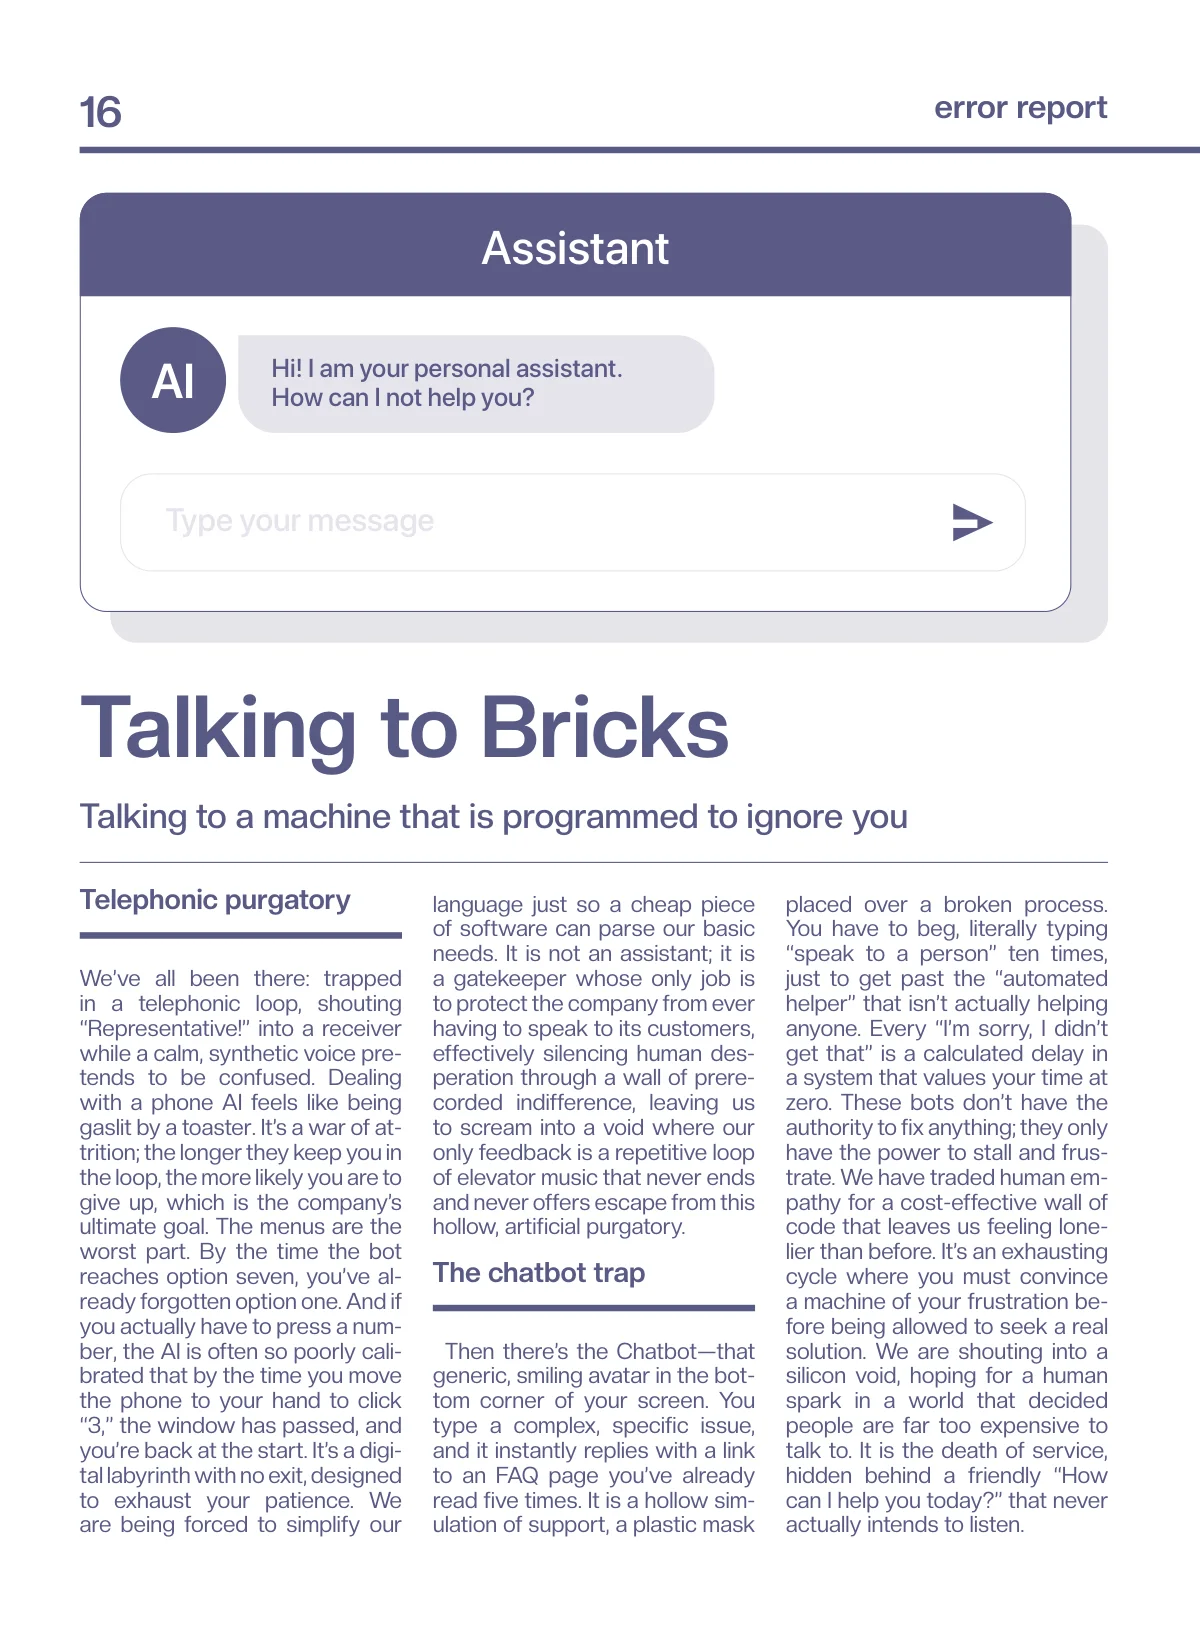 16
error report
Assistant
AI
Hi! I am your personal assistant.
How can I not help you?
Type your message
Talking to Bricks
Talking to a machine that is programmed to ignore you
Telephonic purgatory
We’ve all been there: trapped
in a telephonic loop, shouting
“Representative!” into a receiver
while a calm, synthetic voice pre-
tends to be confused. Dealing
with a phone AI feels like being
gaslit by a toaster. It’s a war of at-
trition; the longer they keep you in
the loop, the more likely you are to
give up, which is the company’s
ultimate goal. The menus are the
worst part. By the time the bot
reaches option seven, you’ve al-
ready forgotten option one. And if
you actually have to press a num-
ber, the AI is often so poorly cali-
brated that by the time you move
the phone to your hand to click
“3,” the window has passed, and
you’re back at the start. It’s a digi-
tal labyrinth with no exit, designed
to exhaust your patience. We
are being forced to simplify our
language just so a cheap piece
of software can parse our basic
needs. It is not an assistant; it is
a gatekeeper whose only job is
to protect the company from ever
having to speak to its customers,
effectively silencing human des-
peration through a wall of prere-
corded indifference, leaving us
to scream into a void where our
only feedback is a repetitive loop
of elevator music that never ends
and never offers escape from this
hollow, artificial purgatory.
The chatbot trap
Then there’s the Chatbot—that
generic, smiling avatar in the bot-
tom corner of your screen. You
type a complex, specific issue,
and it instantly replies with a link
to an FAQ page you’ve already
read five times. It is a hollow sim-
ulation of support, a plastic mask
placed over a broken process.
You have to beg, literally typing
“speak to a person” ten times,
just to get past the “automated
helper” that isn’t actually helping
anyone. Every “I’m sorry, I didn’t
get that” is a calculated delay in
a system that values your time at
zero. These bots don’t have the
authority to fix anything; they only
have the power to stall and frus-
trate. We have traded human em-
pathy for a cost-effective wall of
code that leaves us feeling lone-
lier than before. It’s an exhausting
cycle where you must convince
a machine of your frustration be-
fore being allowed to seek a real
solution. We are shouting into a
silicon void, hoping for a human
spark in a world that decided
people are far too expensive to
talk to. It is the death of service,
hidden behind a friendly “How
can I help you today?” that never
actually intends to listen.